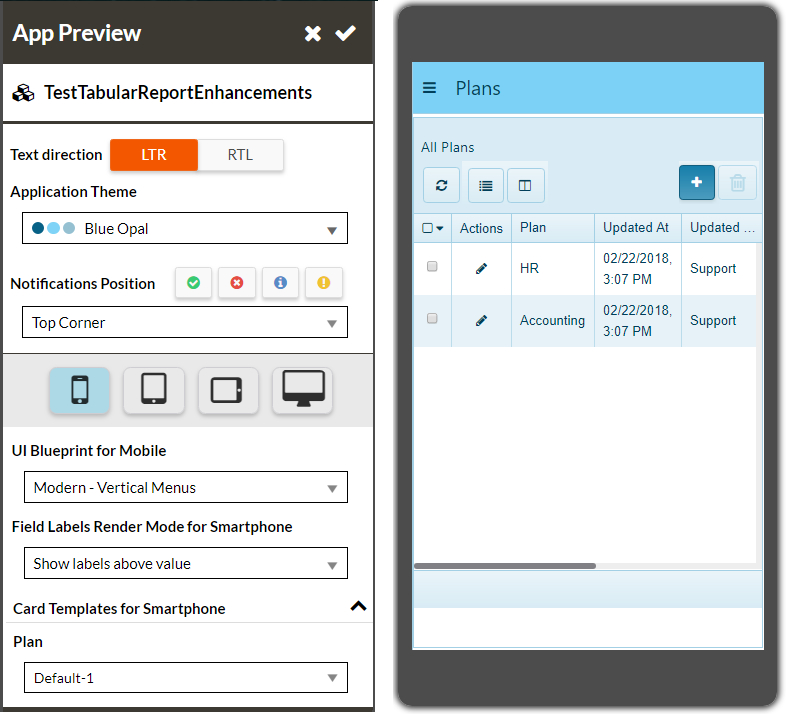 App Preview
TestTabularReportEnhancements
Text direction LTR RTL
Application Theme
Blue Opal
Notifications Position
Top Corner
UI Blueprint for Mobile
Modern - Vertical Menus
Field Labels Render Mode for Smartphone
Show labels above value
Card Templates for Smartphone
Plan
Default-1
Plans
All Plans
Actions Plan Updated At Updated ...
HR 02/22/2018, 3:07 PM Support
Accounting 02/22/2018, 3:07 PM Support